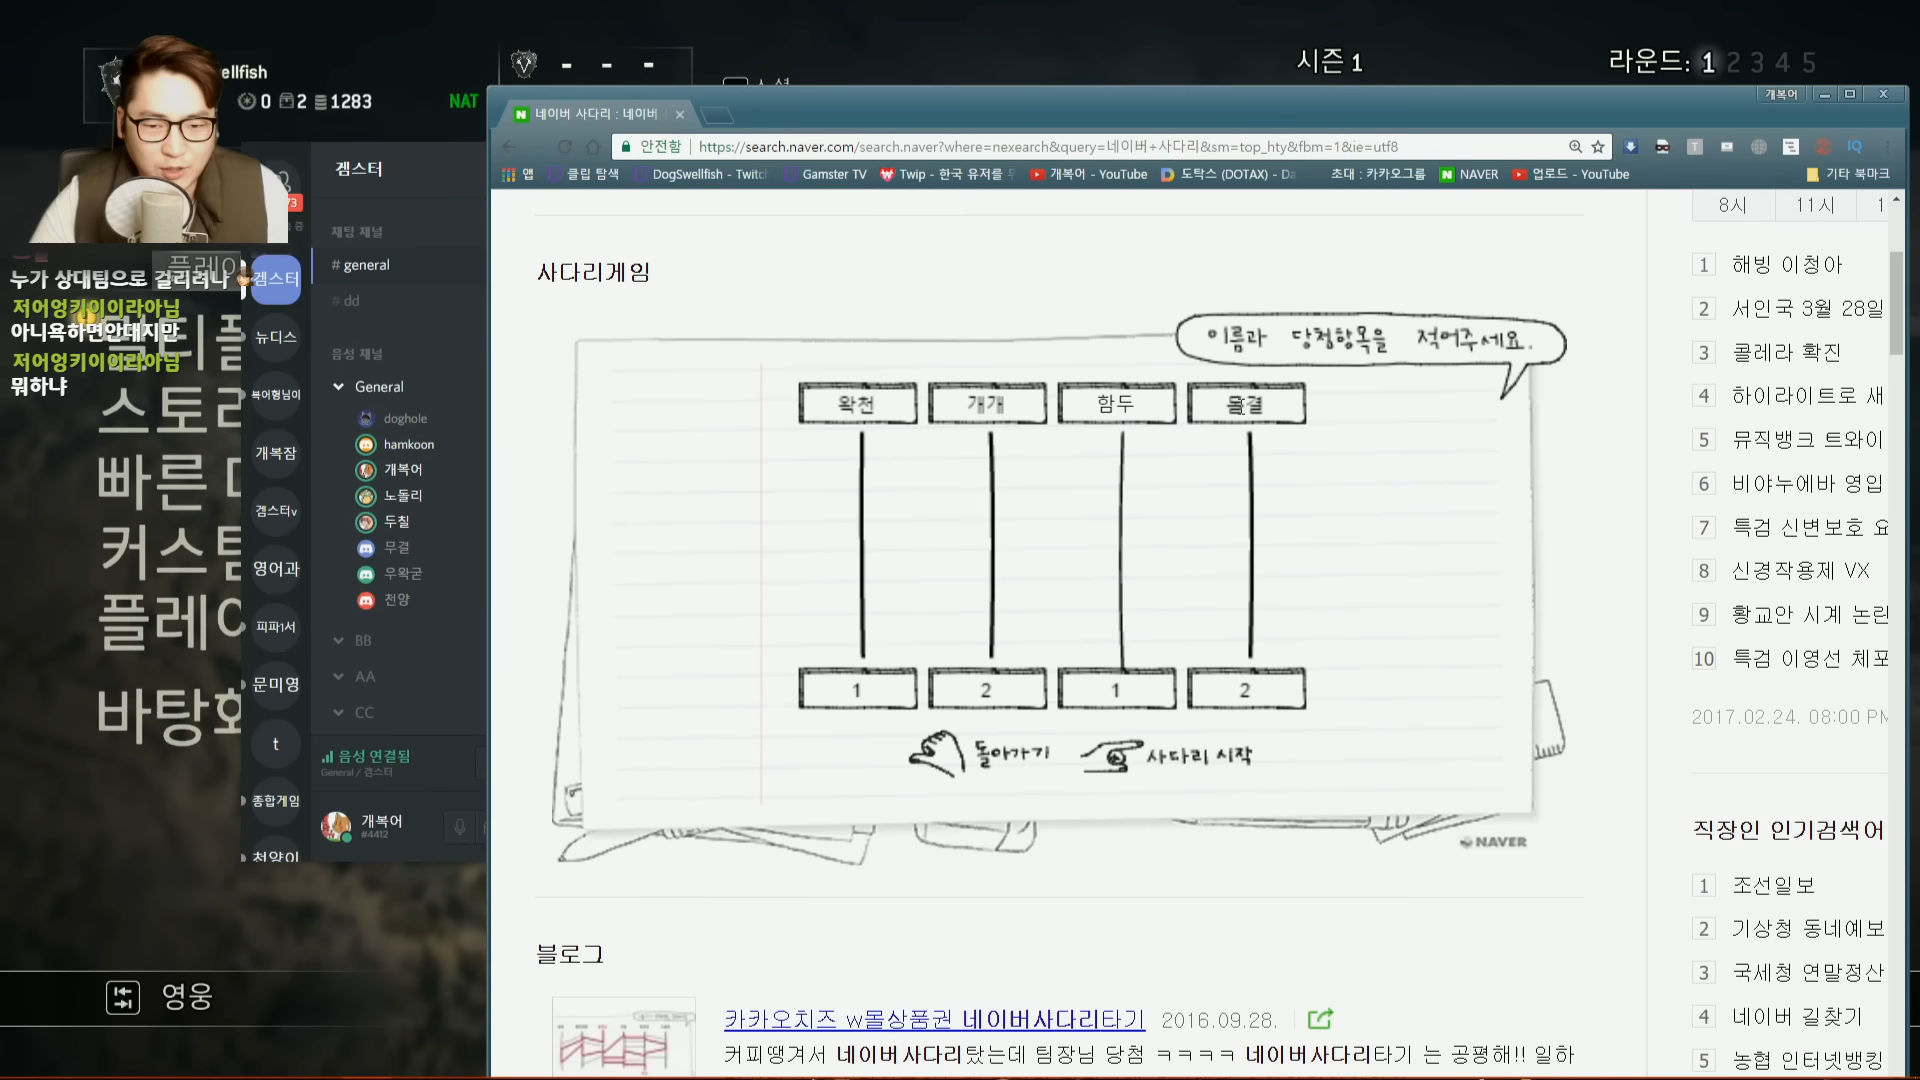 ellfish
0 2 1283
NAT
- - -
시즌 1
라운드: 1 2 3 4 5
누가 상대팀으로 걸리려나
저어엉키이이라아님
아니욕하면안대지만
저어엉키이이라아님
뭐하냐
플레이
스토리
빠른
커스텀
플레이
바탕화
영웅
겜스터
뉴디스
복어형님이
개복잠
겜스터v
영어과
피파1서
문미영
t
종합게임
천양이
겜스터
채팅 채널
# general
# dd
음성 채널
General
doghole
hamkoon
개복어
노돌리
두칠
무결
우왁굳
천양
BB
AA
CC
음성 연결됨
General / 겜스터
개복어
#4412
개복어
네이버 사다리 : 네이버
안전함 | https://search.naver.com/search.naver?where=nexearch&query=네이버+사다리&sm=top_hty&fbm=1&ie=utf8
앱 클립 탐색 DogSwellfish - Twitc Gamster TV Twip - 한국 유저를 개복어 - YouTube 도탁스 (DOTAX) - Da 초대 : 카카오그룹 NAVER 업로드 - YouTube 기타 북마크
사다리게임
이름과 당첨항목을 적어주세요.
왁천 개개 함두 몰결
1 2 1 2
돌아가기 사다리 시작
NAVER
블로그
카카오치즈 w몰상품권 네이버사다리타기 2016.09.28.
커피땡겨서 네이버사다리탔는데 팀장님 당첨 ㅋㅋㅋㅋ 네이버사다리타기 는 공평해!! 일하
8시 11시 1
1 해빙 이청아
2 서인국 3월 28일
3 콜레라 확진
4 하이라이트로 새
5 뮤직뱅크 트와이
6 비야누에바 영입
7 특검 신변보호 요
8 신경작용제 VX
9 황교안 시계 논란
10 특검 이영선 체포
2017.02.24. 08:00 PM
직장인 인기검색어
1 조선일보
2 기상청 동네예보
3 국세청 연말정산
4 네이버 길찾기
5 농협 인터넷뱅킹